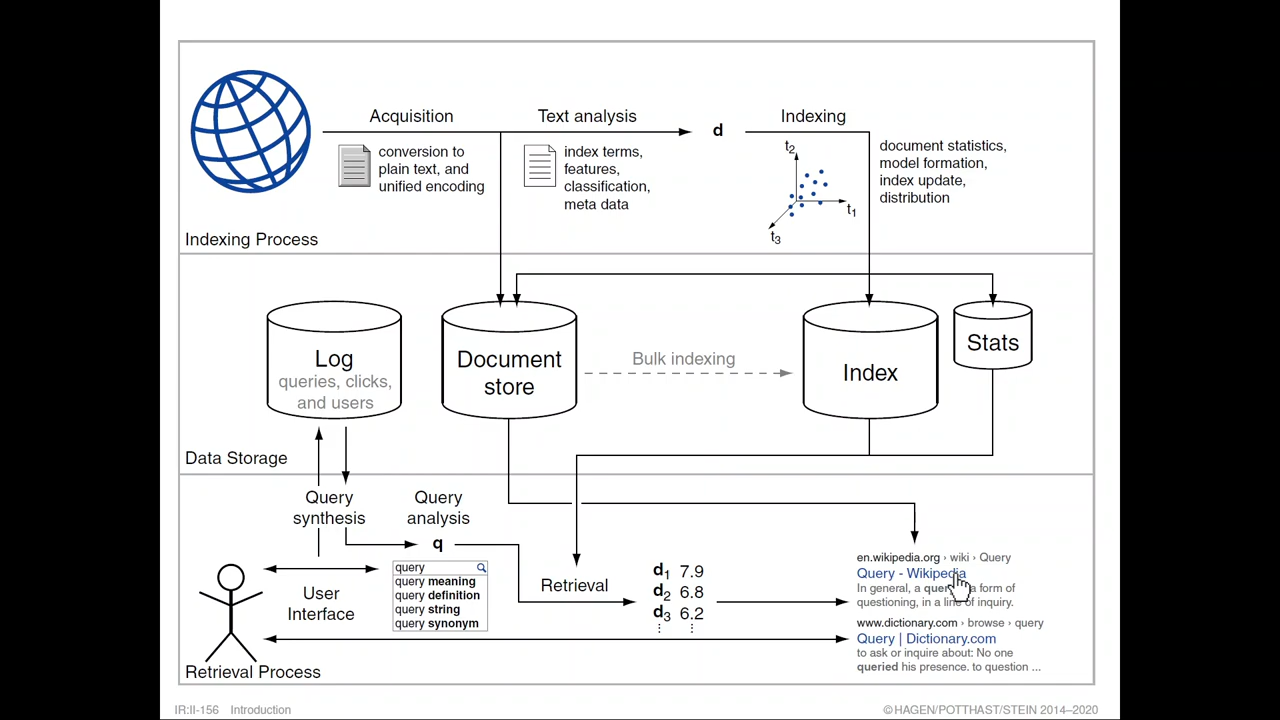 Acquisition
Text analysis
d
Indexing
conversion to
plain text, and
unified encoding
index terms,
features,
classification,
meta data
t2
t1
t3
document statistics,
model formation,
index update,
distribution
Indexing Process
Log
queries, clicks,
and users
Document
store
Bulk indexing
Index
Stats
Data Storage
Query
synthesis
Query
analysis
q
User
Interface
query
query meaning
query definition
query string
query synonym
Retrieval
d1 7.9
d2 6.8
d3 6.2
en.wikipedia.org › wiki › Query
Query - Wikipedia
In general, a a form of
questioning, in a line of inquiry.
www.dictionary.com › browse › query
Query | Dictionary.com
to ask or inquire about: No one
queried his presence. to question ...
Retrieval Process
IR:II-156 Introduction
©HAGEN/POTTHAST/STEIN 2014–2020